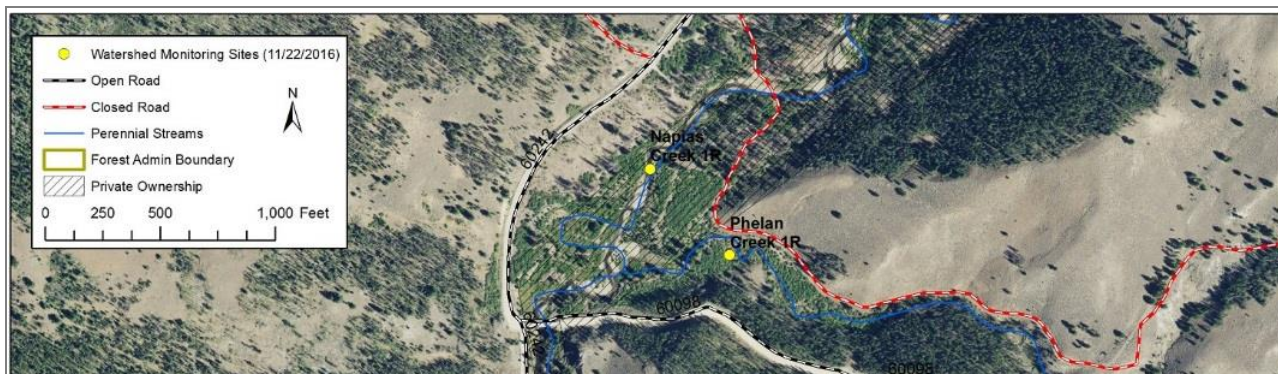 Watershed Monitoring Sites (11/22/2016)
Open Road
Closed Road
Perennial Streams
Forest Admin Boundary
Private Ownership
N
0 250 500 1,000 Feet
60242
Napias
Creek 1R
Phelan
Creek 1R
60098
60098